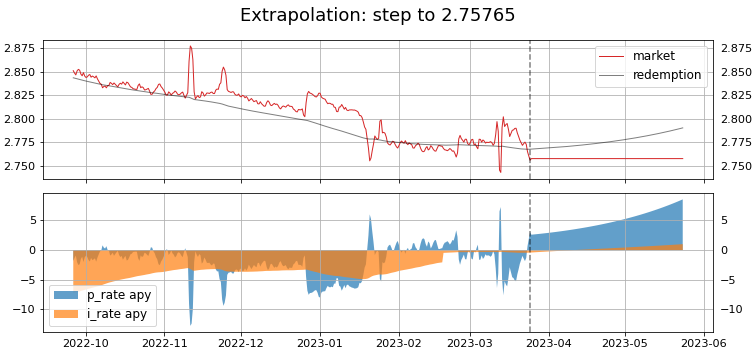 Extrapolation: step to 2.75765
2.875 2.875
2.850 2.850
2.825 2.825
2.800 2.800
2.775 2.775
2.750 2.750
market
redemption
5 5
0 0
−5 −5
−10 −10
p_rate apy
i_rate apy
2022-10 2022-11 2022-12 2023-01 2023-02 2023-03 2023-04 2023-05 2023-06